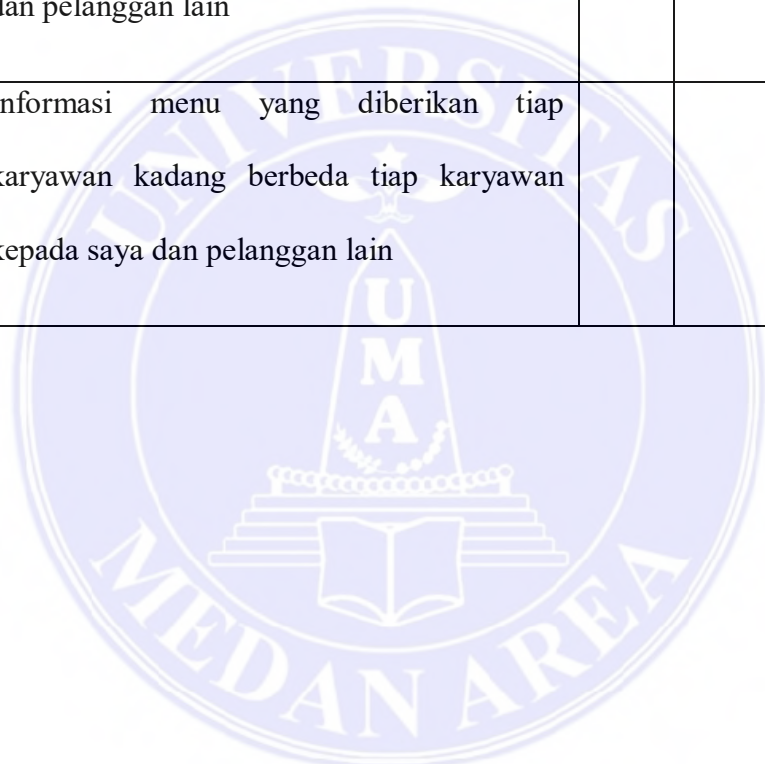 dan pelanggan lain
nformasi menu yang diberikan tiap
karyawan kadang berbeda tiap karyawan
kepada saya dan pelanggan lain
UNIVERSITAS
U
M
A
MEDAN AREA